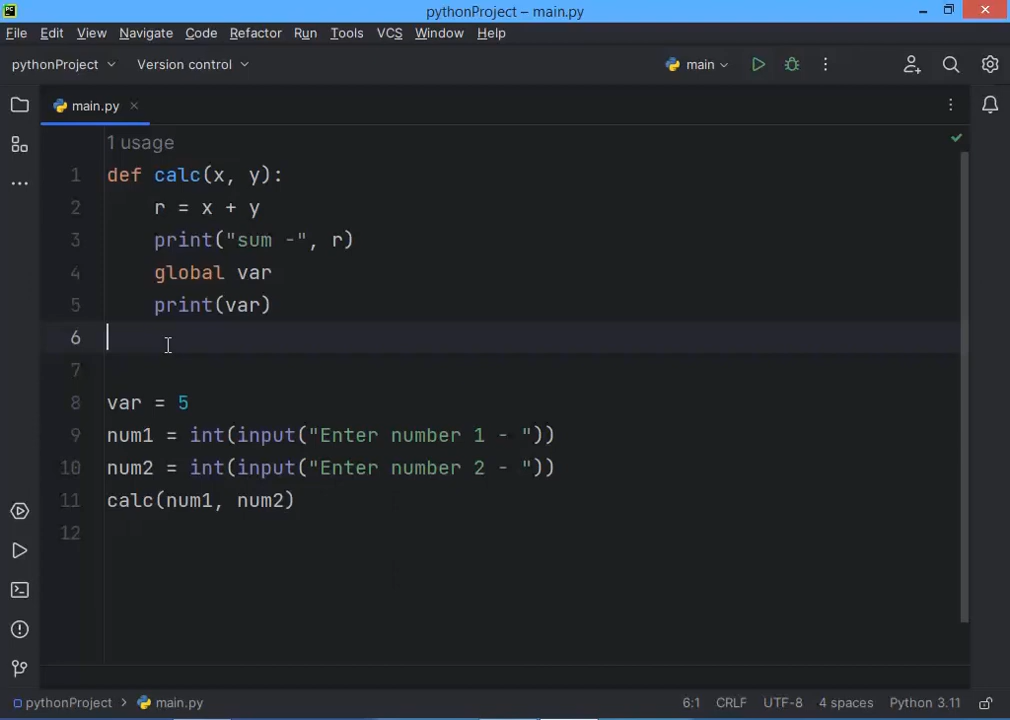 PC
pythonProject – main.py
File Edit View Navigate Code Refactor Run Tools VCS Window Help
pythonProject Version control main
main.py
1 usage
1 def calc(x, y):
2     r = x + y
3     print("sum -", r)
4     global var
5     print(var)
6
7
8 var = 5
9 num1 = int(input("Enter number 1 - "))
10 num2 = int(input("Enter number 2 - "))
11 calc(num1, num2)
12
pythonProject > main.py 6:1 CRLF UTF-8 4 spaces Python 3.11